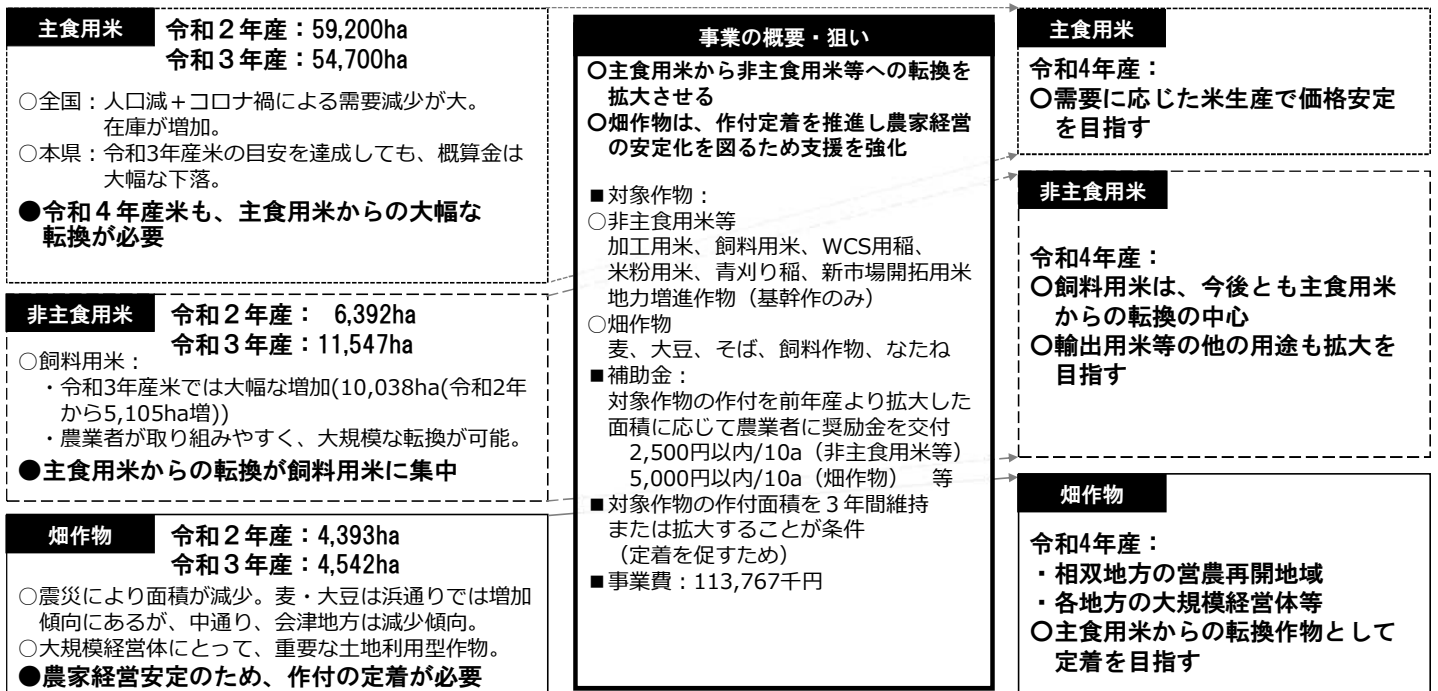 主食用米 令和２年産：59,200ha
令和３年産：54,700ha
○全国：人口減＋コロナ禍による需要減少が大。
在庫が増加。
○本県：令和3年産米の目安を達成しても、概算金は
大幅な下落。
●令和４年産米も、主食用米からの大幅な
転換が必要
非主食用米 令和２年産： 6,392ha
令和３年産：11,547ha
○飼料用米：
・令和3年産米では大幅な増加(10,038ha(令和2年
から5,105ha増))
・農業者が取り組みやすく、大規模な転換が可能。
●主食用米からの転換が飼料用米に集中
畑作物 令和２年産：4,393ha
令和３年産：4,542ha
○震災により面積が減少。麦・大豆は浜通りでは増加
傾向にあるが、中通り、会津地方は減少傾向。
○大規模経営体にとって、重要な土地利用型作物。
●農家経営安定のため、作付の定着が必要
事業の概要・狙い
〇主食用米から非主食用米等への転換を
拡大させる
〇畑作物は、作付定着を推進し農家経営
の安定化を図るため支援を強化
■対象作物：
○非主食用米等
加工用米、飼料用米、WCS用稲、
米粉用米、青刈り稲、新市場開拓用米
地力増進作物（基幹作のみ）
○畑作物
麦、大豆、そば、飼料作物、なたね
■補助金：
対象作物の作付を前年産より拡大した
面積に応じて農業者に奨励金を交付
2,500円以内/10a（非主食用米等）
5,000円以内/10a（畑作物） 等
■対象作物の作付面積を３年間維持
または拡大することが条件
（定着を促すため）
■事業費：113,767千円
主食用米
令和4年産：
〇需要に応じた米生産で価格安定
を目指す
非主食用米
令和4年産：
〇飼料用米は、今後とも主食用米
からの転換の中心
〇輸出用米等の他の用途も拡大を
目指す
畑作物
令和4年産：
・相双地方の営農再開地域
・各地方の大規模経営体等
〇主食用米からの転換作物として
定着を目指す